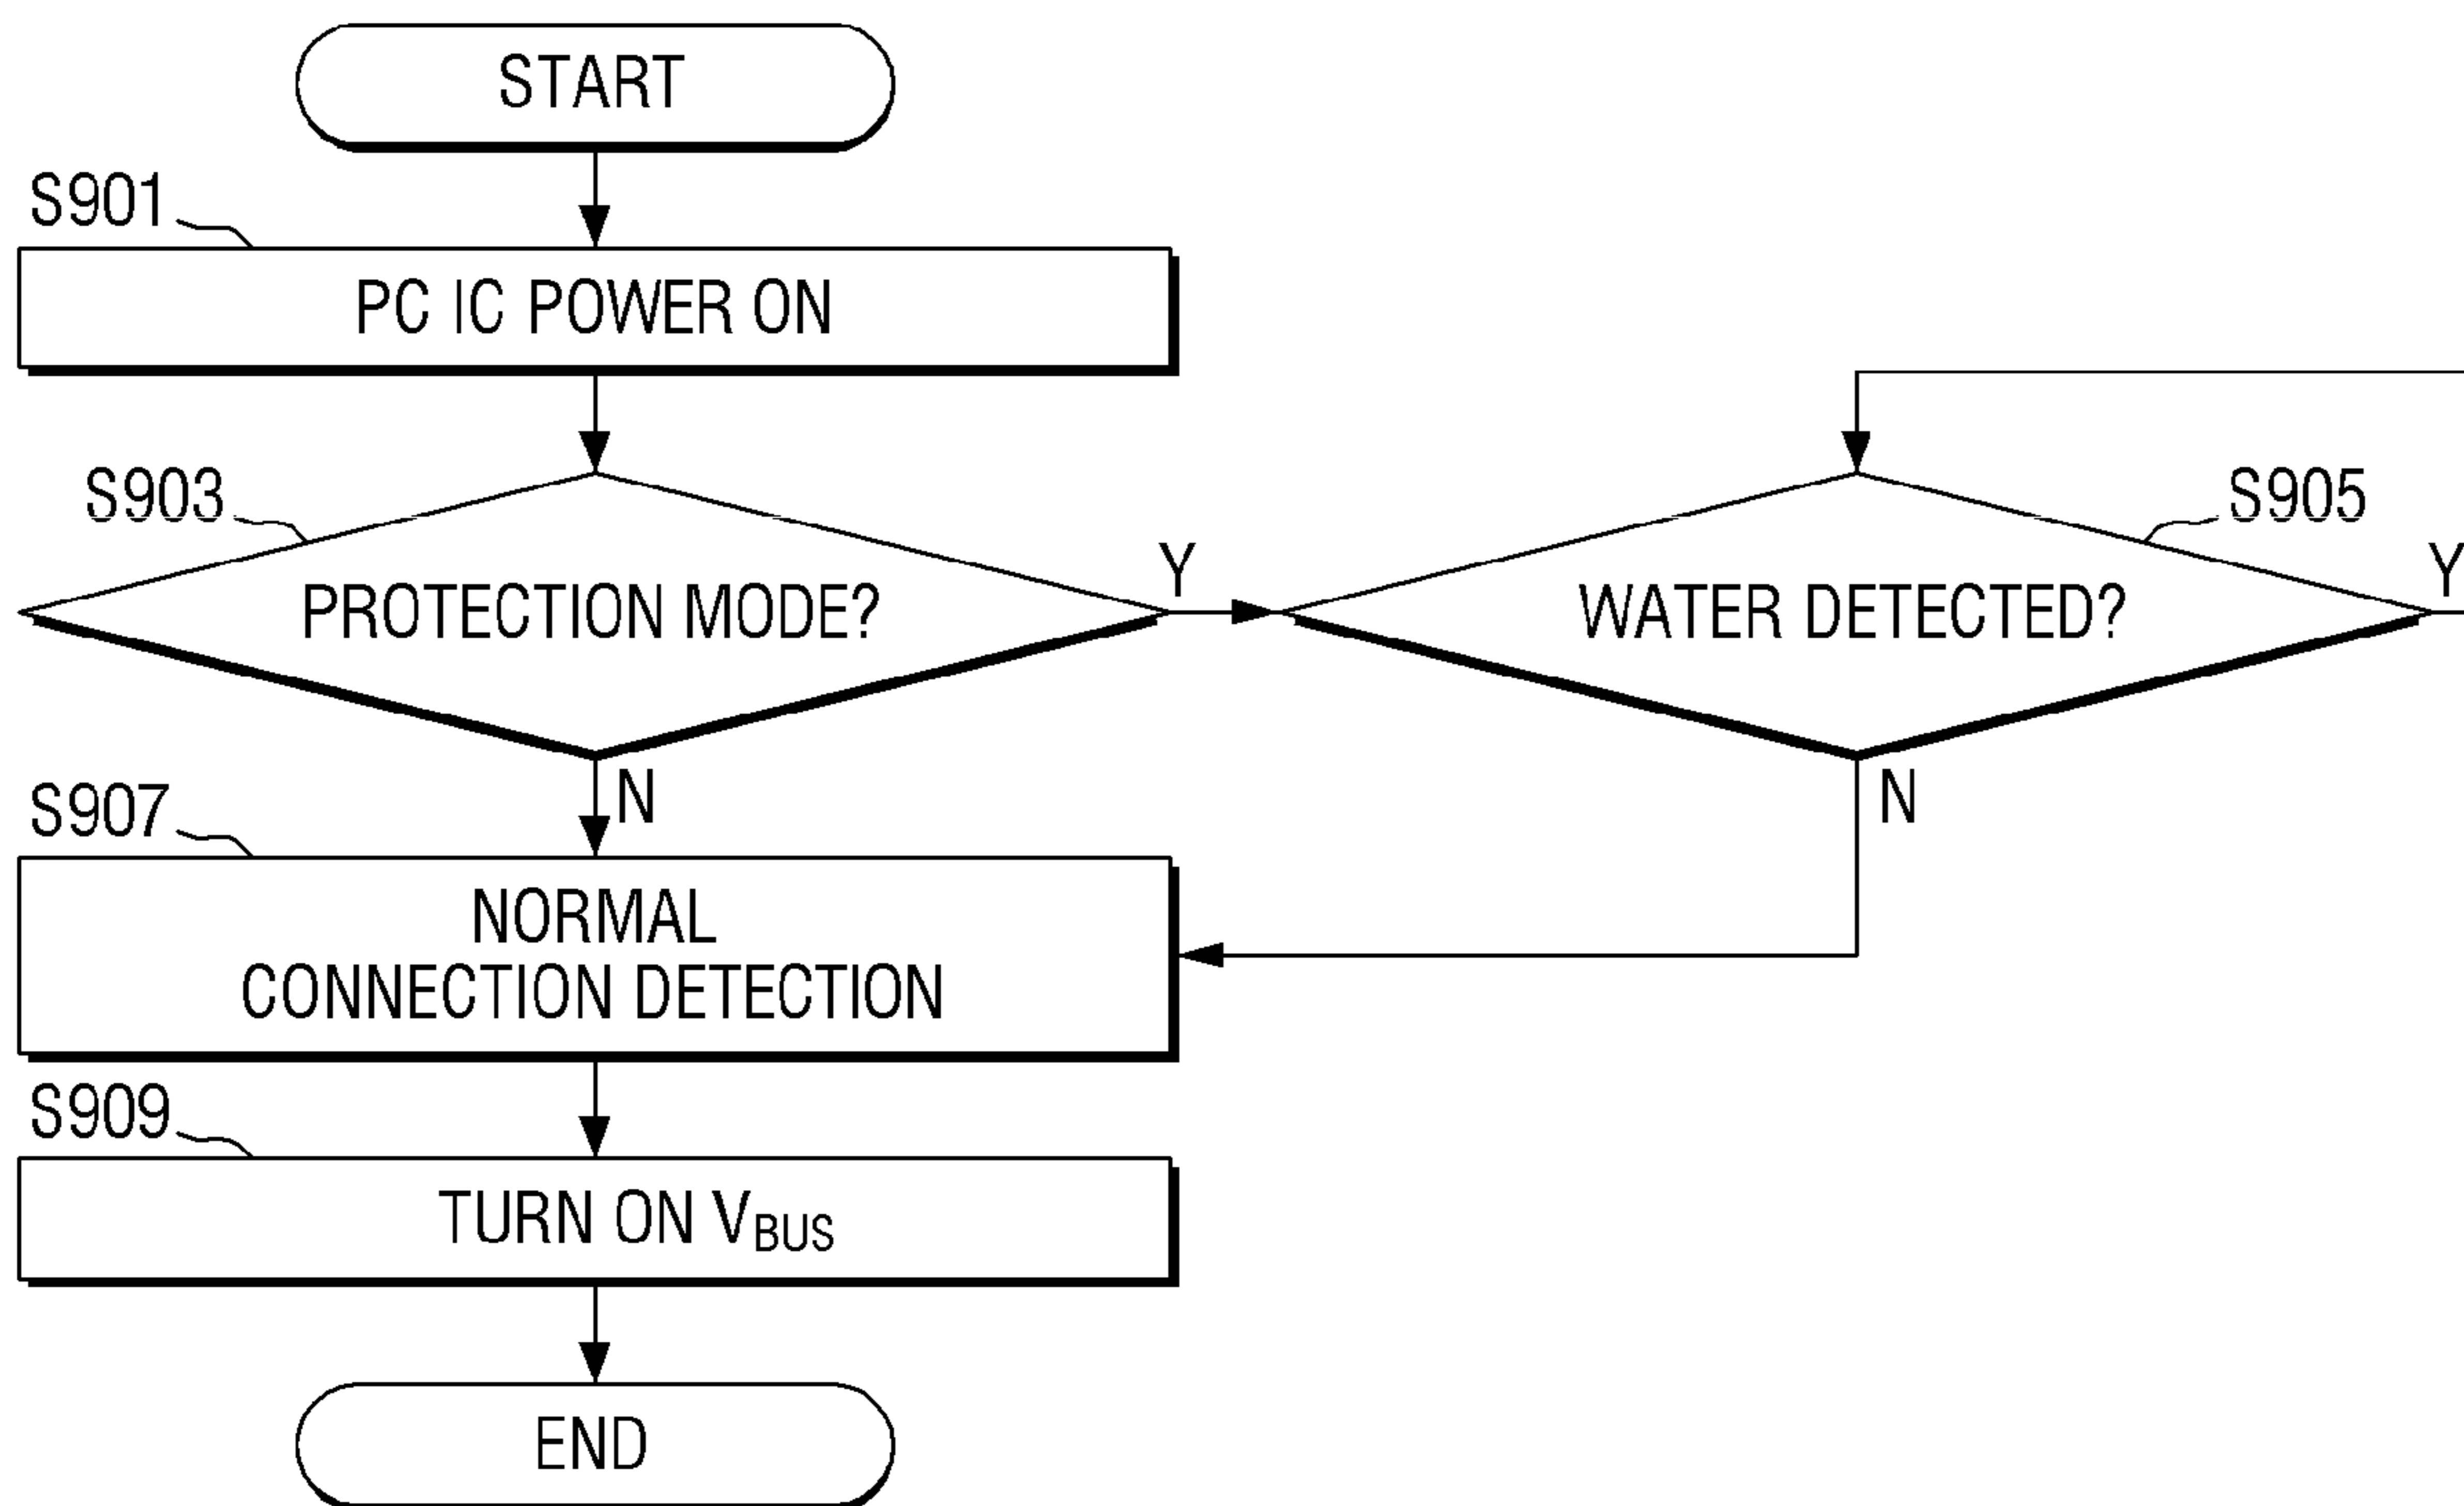 START
S901
PC IC POWER ON
S903
PROTECTION MODE?
Y
S905
WATER DETECTED?
Y
N
N
S907
NORMAL
CONNECTION DETECTION
S909
TURN ON VBUS
END